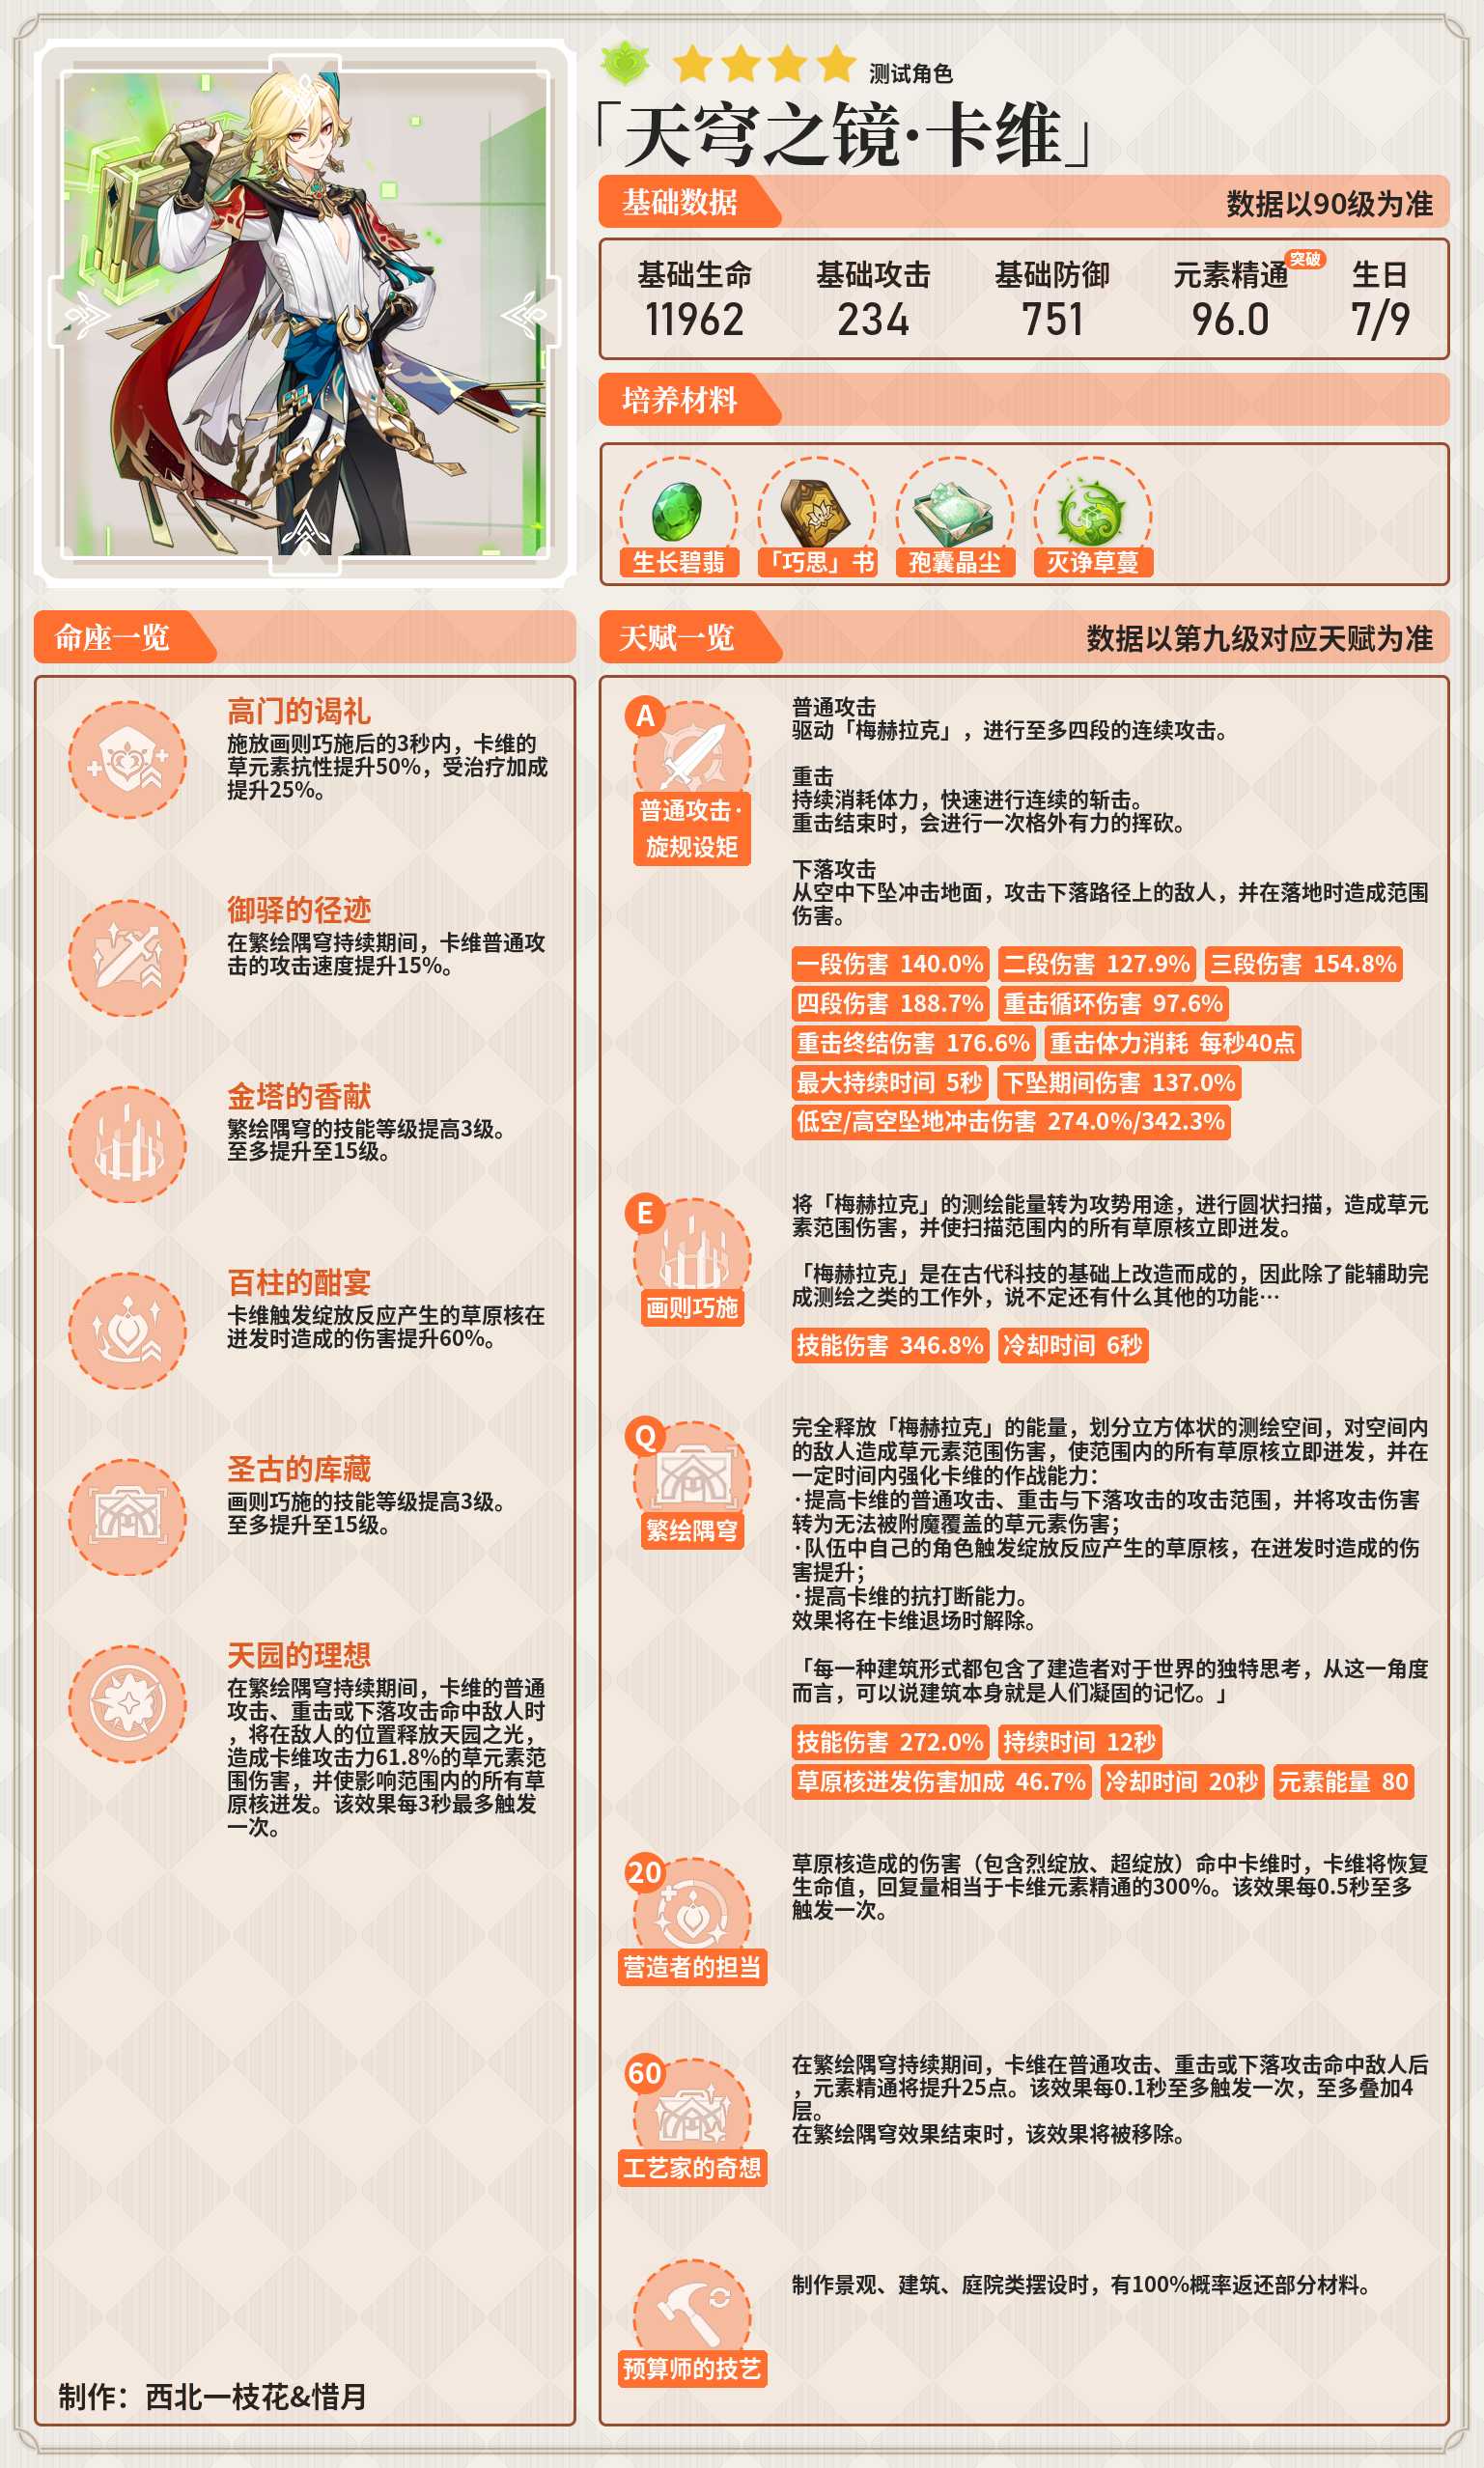 测试角色
「天穹之镜·卡维」
基础数据
数据以90级为准
基础生命
11962
基础攻击
234
基础防御
751
元素精通
突破
96.0
生日
7/9
培养材料
生长碧翡
「巧思」书
孢囊晶尘
灭诤草蔓
命座一览
高门的谒礼
施放画则巧施后的3秒内，卡维的
草元素抗性提升50%，受治疗加成
提升25%。
御驿的径迹
在繁绘隅穹持续期间，卡维普通攻
击的攻击速度提升15%。
金塔的香献
繁绘隅穹的技能等级提高3级。
至多提升至15级。
百柱的酣宴
卡维触发绽放反应产生的草原核在
迸发时造成的伤害提升60%。
圣古的库藏
画则巧施的技能等级提高3级。
至多提升至15级。
天园的理想
在繁绘隅穹持续期间，卡维的普通
攻击、重击或下落攻击命中敌人时
，将在敌人的位置释放天园之光，
造成卡维攻击力61.8%的草元素范
围伤害，并使影响范围内的所有草
原核迸发。该效果每3秒最多触发
一次。
制作：西北一枝花&惜月
天赋一览
数据以第九级对应天赋为准
A
普通攻击·
旋规设矩
普通攻击
驱动「梅赫拉克」，进行至多四段的连续攻击。
重击
持续消耗体力，快速进行连续的斩击。
重击结束时，会进行一次格外有力的挥砍。
下落攻击
从空中下坠冲击地面，攻击下落路径上的敌人，并在落地时造成范围
伤害。
一段伤害 140.0% 二段伤害 127.9% 三段伤害 154.8%
四段伤害 188.7% 重击循环伤害 97.6%
重击终结伤害 176.6% 重击体力消耗 每秒40点
最大持续时间 5秒 下坠期间伤害 137.0%
低空/高空坠地冲击伤害 274.0%/342.3%
E
画则巧施
将「梅赫拉克」的测绘能量转为攻势用途，进行圆状扫描，造成草元
素范围伤害，并使扫描范围内的所有草原核立即迸发。
「梅赫拉克」是在古代科技的基础上改造而成的，因此除了能辅助完
成测绘之类的工作外，说不定还有什么其他的功能…
技能伤害 346.8% 冷却时间 6秒
Q
繁绘隅穹
完全释放「梅赫拉克」的能量，划分立方体状的测绘空间，对空间内
的敌人造成草元素范围伤害，使范围内的所有草原核立即迸发，并在
一定时间内强化卡维的作战能力：
·提高卡维的普通攻击、重击与下落攻击的攻击范围，并将攻击伤害
转为无法被附魔覆盖的草元素伤害；
·队伍中自己的角色触发绽放反应产生的草原核，在迸发时造成的伤
害提升；
·提高卡维的抗打断能力。
效果将在卡维退场时解除。
「每一种建筑形式都包含了建造者对于世界的独特思考，从这一角度
而言，可以说建筑本身就是人们凝固的记忆。」
技能伤害 272.0% 持续时间 12秒
草原核迸发伤害加成 46.7% 冷却时间 20秒 元素能量 80
20
营造者的担当
草原核造成的伤害（包含烈绽放、超绽放）命中卡维时，卡维将恢复
生命值，回复量相当于卡维元素精通的300%。该效果每0.5秒至多
触发一次。
60
工艺家的奇想
在繁绘隅穹持续期间，卡维在普通攻击、重击或下落攻击命中敌人后
，元素精通将提升25点。该效果每0.1秒至多触发一次，至多叠加4
层。
在繁绘隅穹效果结束时，该效果将被移除。
预算师的技艺
制作景观、建筑、庭院类摆设时，有100%概率返还部分材料。